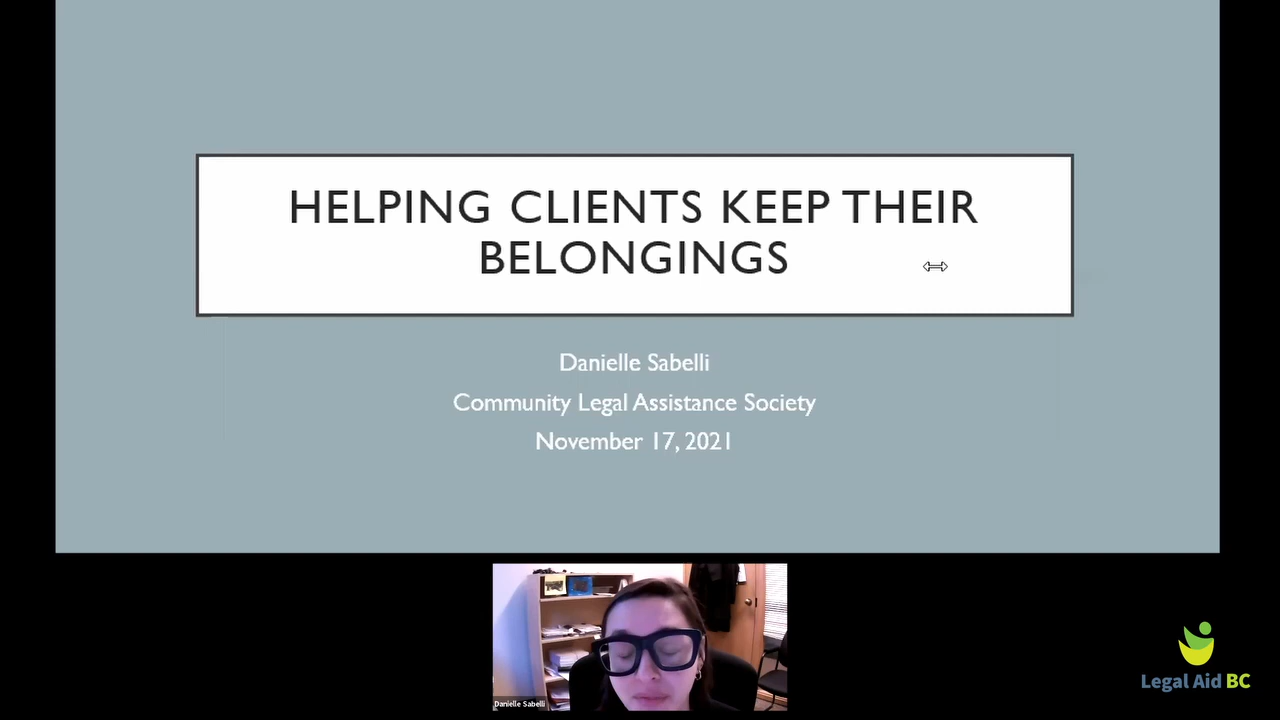 HELPING CLIENTS KEEP THEIR
BELONGINGS
Danielle Sabelli
Community Legal Assistance Society
November 17, 2021
Danielle Sabelli
Legal Aid BC